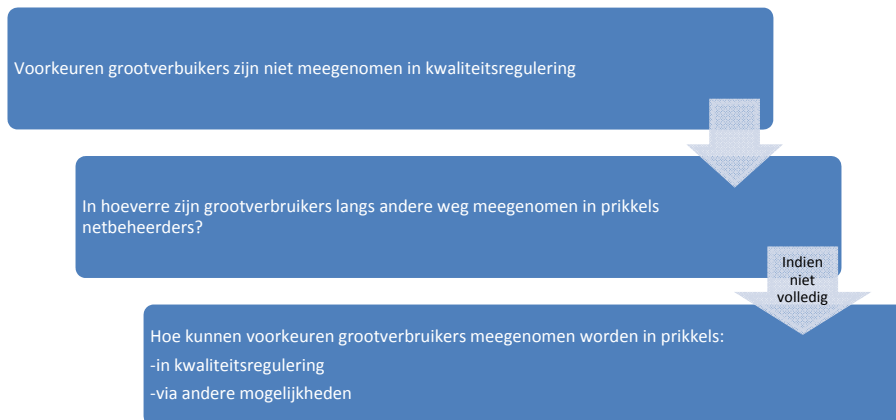 Voorkeuren grootverbuikers zijn niet meegenomen in kwaliteitsregulering
In hoeverre zijn grootverbruikers langs andere weg meegenomen in prikkels
netbeheerders?
Indien
niet
volledig
Hoe kunnen voorkeuren grootverbruikers meegenomen worden in prikkels:
-in kwaliteitsregulering
-via andere mogelijkheden